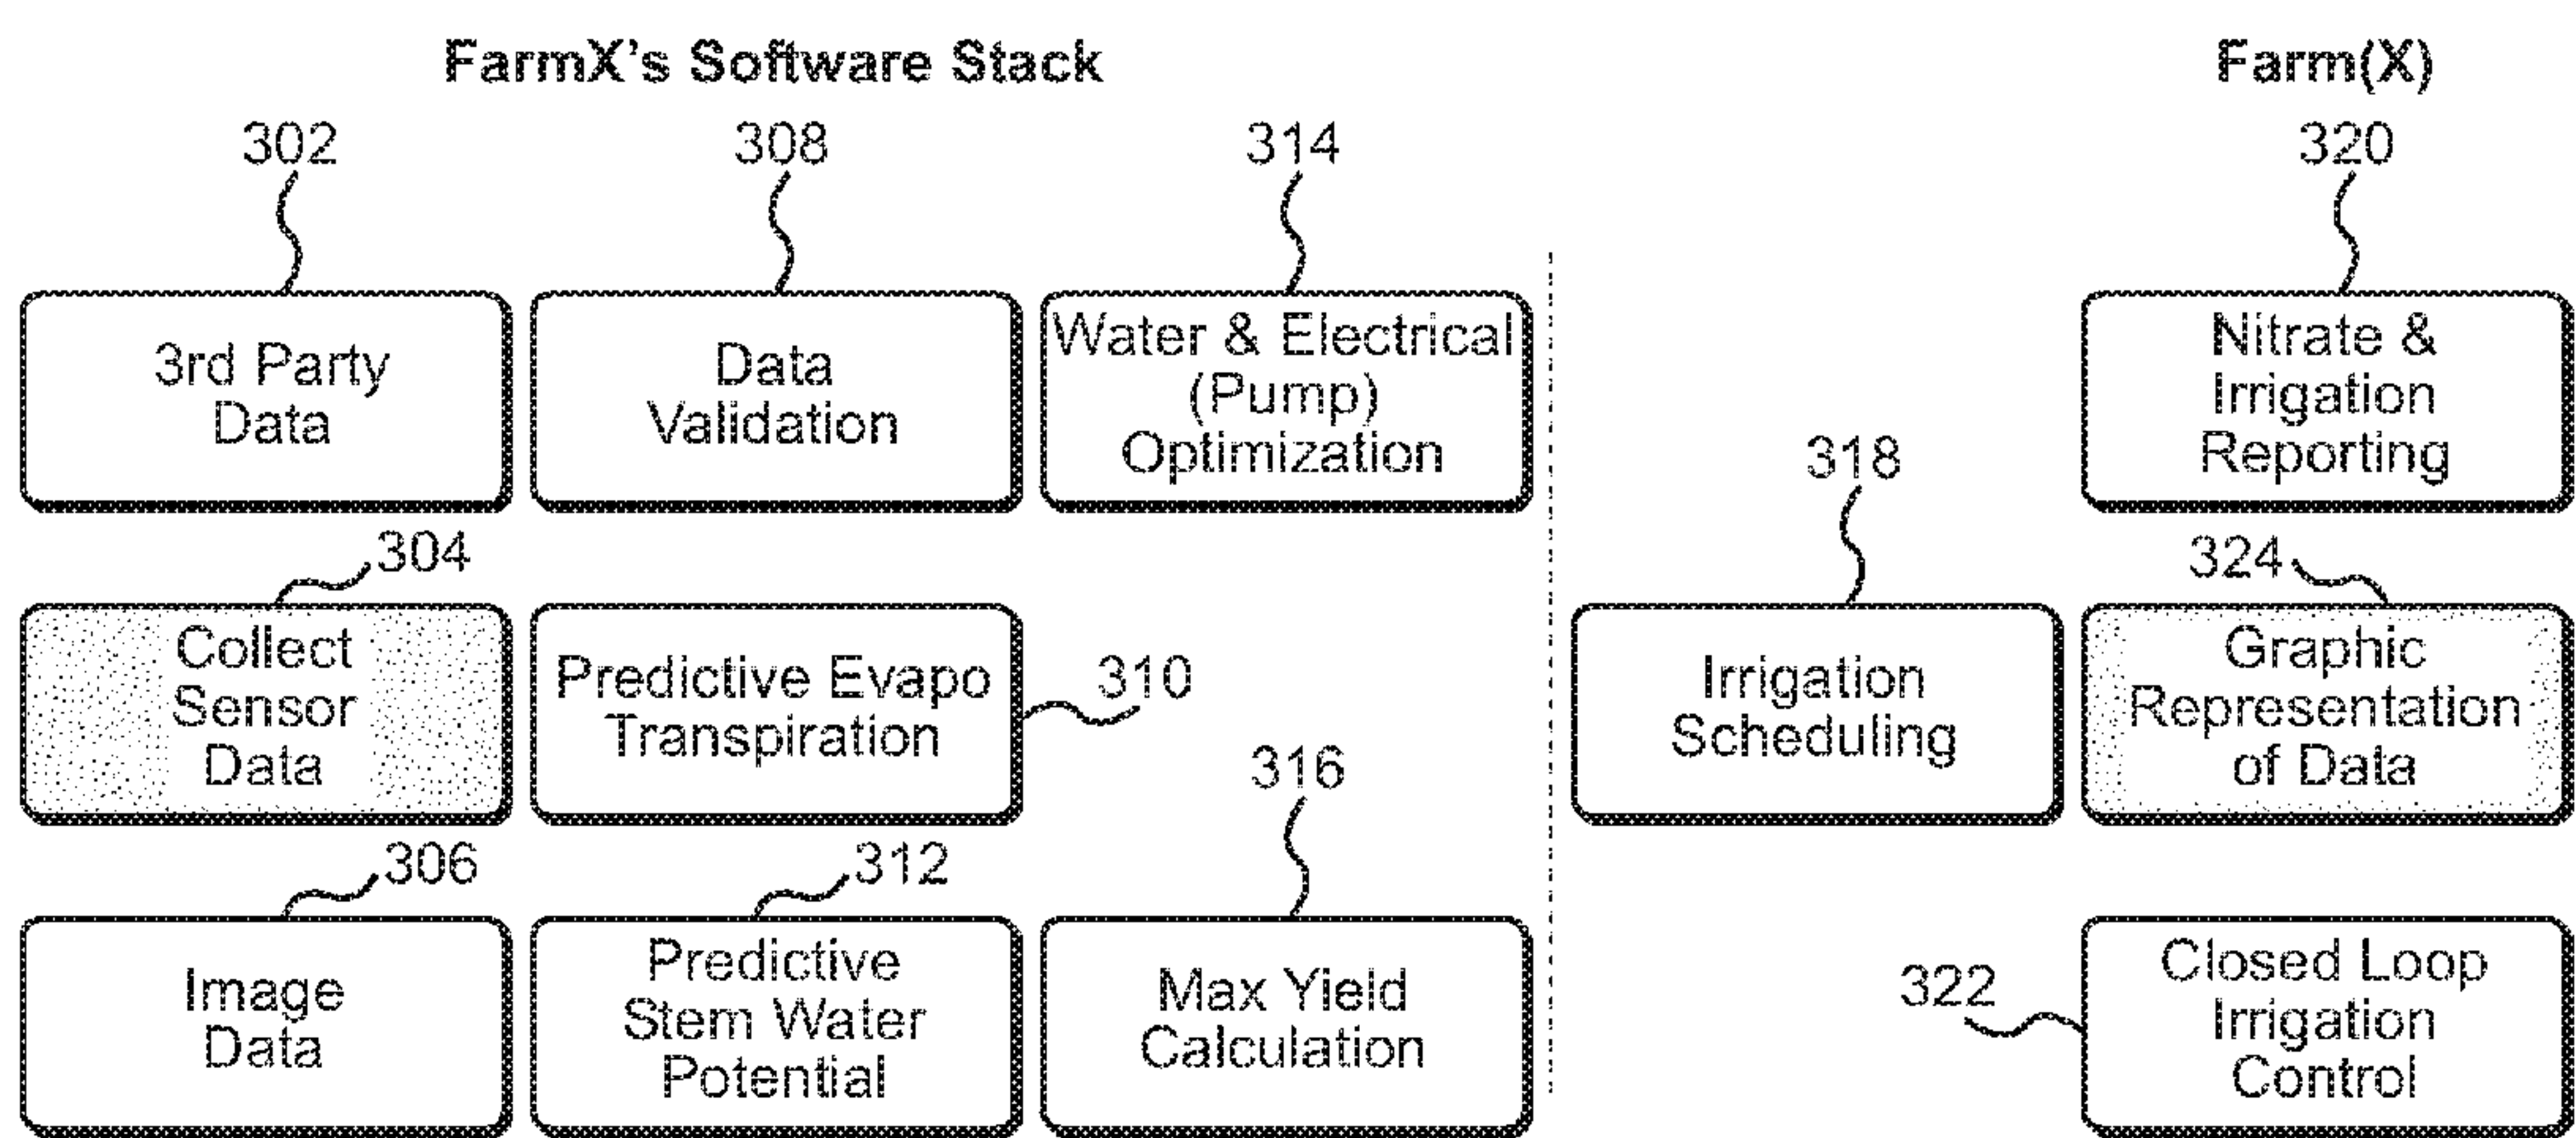 FarmX's Software Stack
Farm(X)
302
308
314
320
3rd Party
Data
Data
Validation
Water & Electrical
(Pump)
Optimization
Nitrate &
Irrigation
Reporting
318
304
324
Collect
Sensor
Data
Predictive Evapo
Transpiration
310
Irrigation
Scheduling
Graphic
Representation
of Data
316
306
312
Image
Data
Predictive
Stem Water
Potential
Max Yield
Calculation
322
Closed Loop
Irrigation
Control